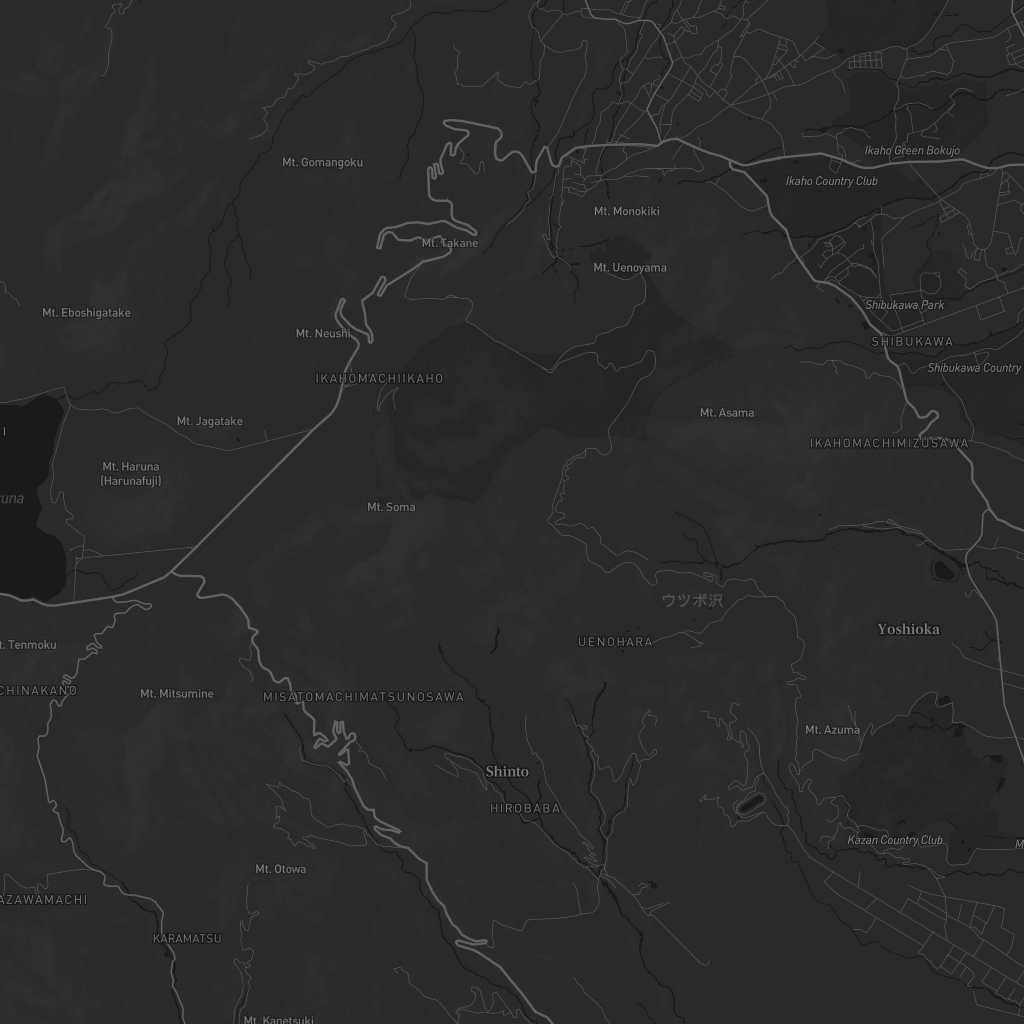 Ikaho Green Bokujo
Mt. Gomangoku
Ikaho Country Club
Mt. Monokiki
Mt. Takane
Mt. Uenoyama
Shibukawa Park
Mt. Eboshigatake
Mt. Neushi
SHIBUKAWA
Shibukawa Country
IKAHOMACHIIKAHO
Mt. Asama
Mt. Jagatake
I
IKAHOMACHIMIZUSAWA
Mt. Haruna
(Harunafuji)
runa
Mt. Soma
ウツボ沢
Yoshioka
UENOHARA
t. Tenmoku
CHINAKANO
Mt. Mitsumine
MISATOMACHIMATSUNOSAWA
Mt. Azuma
Shinto
HIROBABA
Kazan Country Club
M
Mt. Otowa
AZAWAMACHI
KARAMATSU
Mt. Kanetsuki